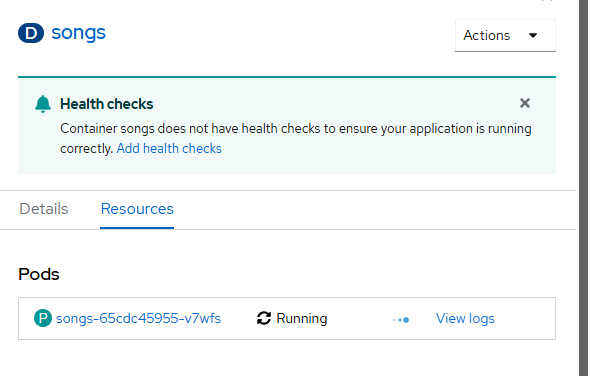 D songs
Actions
Health checks
Container songs does not have health checks to ensure your application is running
correctly. Add health checks
Details Resources
Pods
P songs-65cdc45955-v7wfs Running View logs